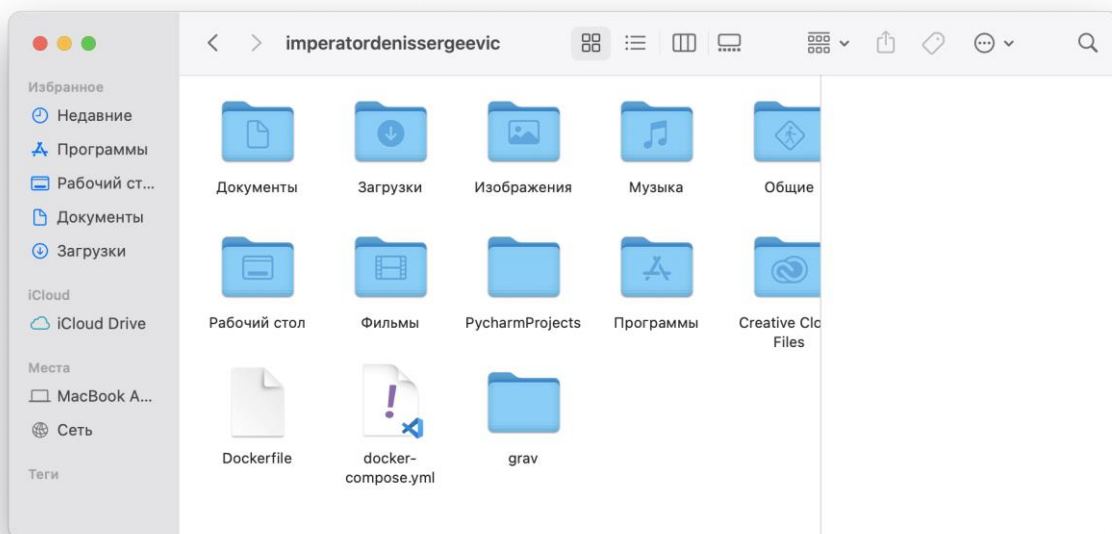 imperatordenissergeevic
Избранное
Недавние
Программы
Рабочий ст...
Документы
Загрузки
iCloud
iCloud Drive
Места
MacBook A...
Сеть
Теги
Документы
Загрузки
Изображения
Музыка
Общие
Рабочий стол
Фильмы
PycharmProjects
Программы
Creative Clo
Files
Dockerfile
docker-
compose.yml
grav